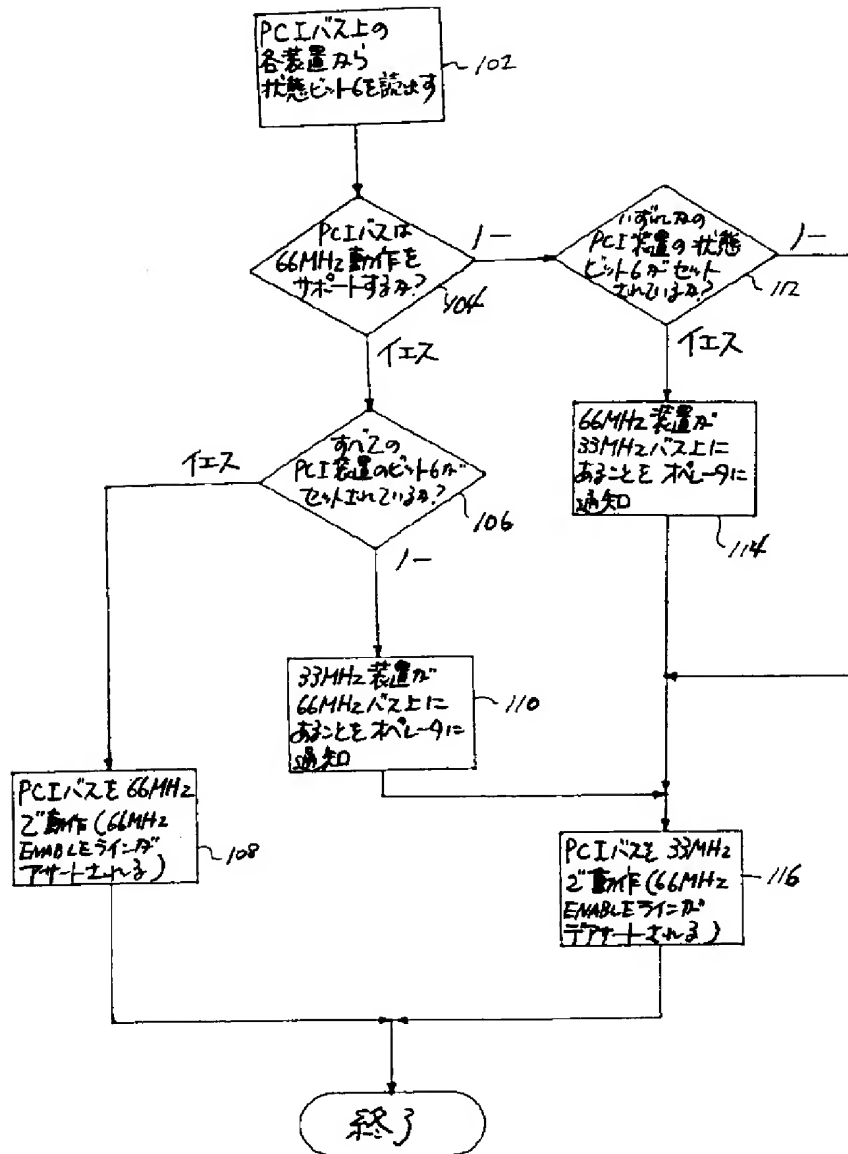 PCIバス上の
各装置から
状態ビット6を読出す
102
PCIバスは
66MHz動作を
サポートするか?
104
ノー
いずれかの
PCI装置の状態
ビット6がセット
されているか?
112
ノー
イエス
イエス
すべての
PCI装置のビット6が
セットされているか?
106
イエス
ノー
66MHz装置が
33MHzバス上に
あることをオペレータに
通知
114
33MHz装置が
66MHzバス上に
あることをオペレータに
通知
110
PCIバスを66MHz
で動作(66MHz
ENABLEラインが
アサートされる)
108
PCIバスを33MHz
で動作(66MHz
ENABLEラインが
デアサートされる)
116
終了